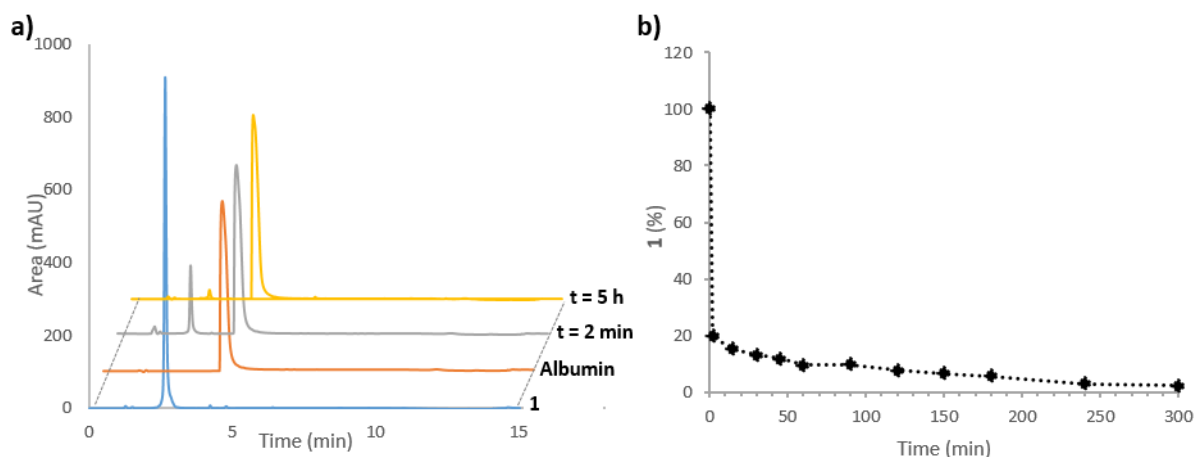 a)
1000
800
600
400
200
0
Area (mAU)
0 5 10 15
Time (min)
t = 5 h
t = 2 min
Albumin
1
b)
120
100
80
60
40
20
0
1 (%)
0 50 100 150 200 250 300
Time (min)